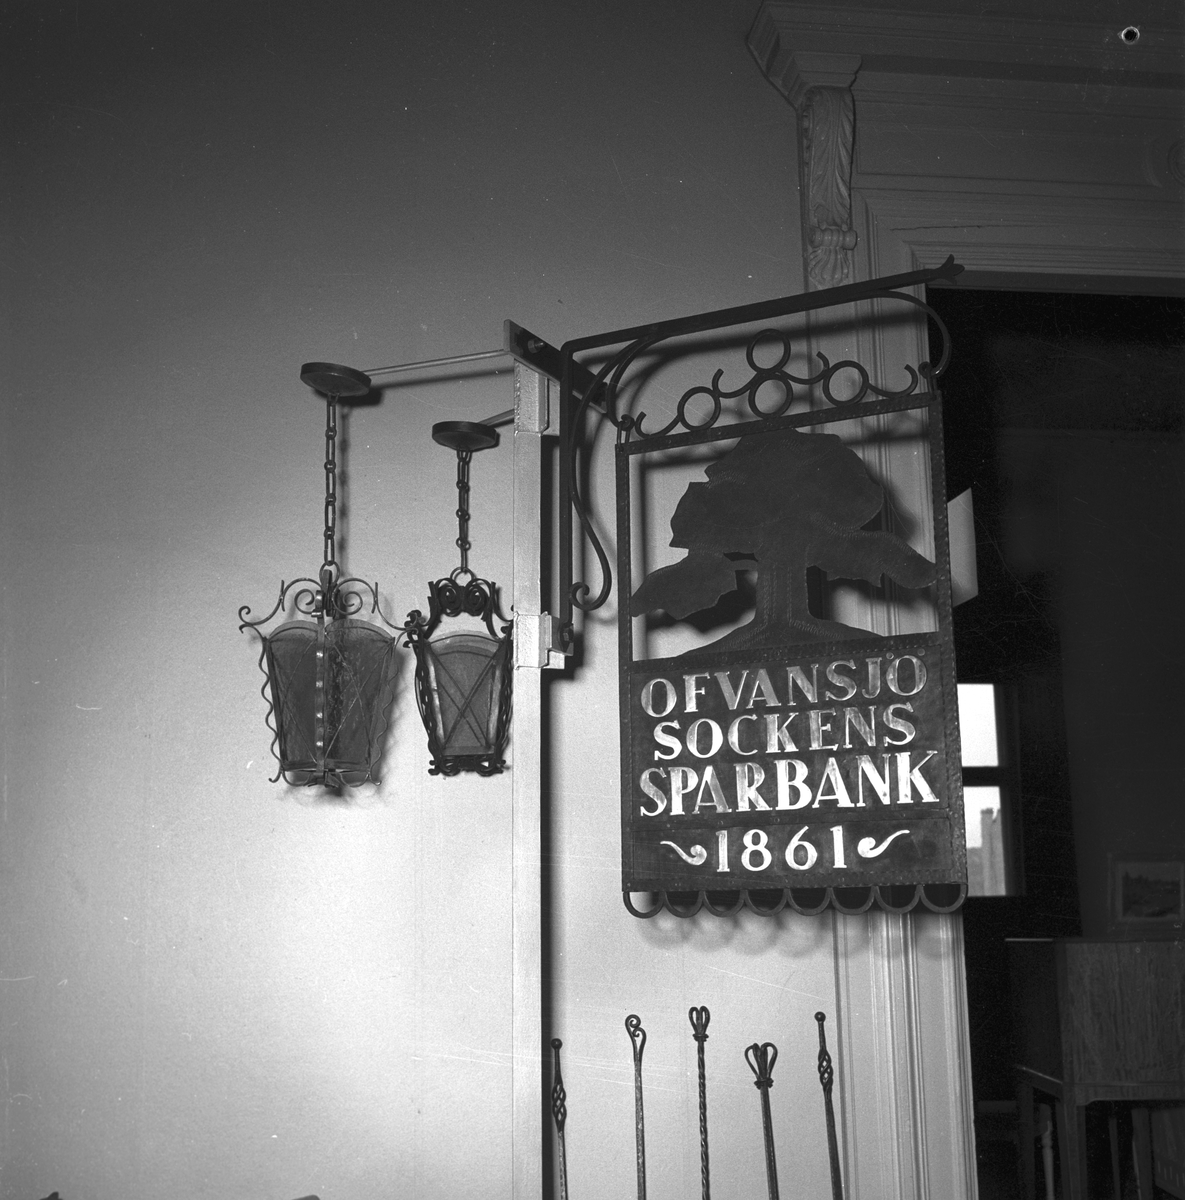 OFVANSJÖ
SOCKENS
SPARBANK
1861